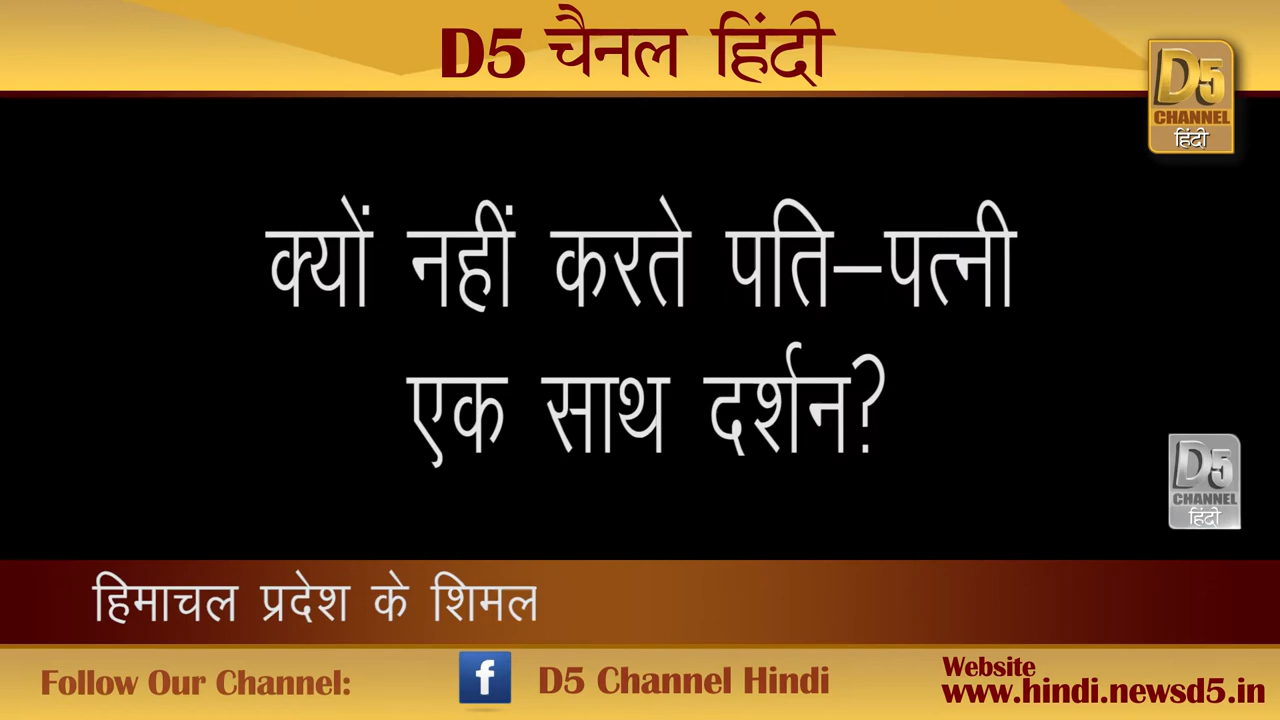 D5 चैनल हिंदी
D5
CHANNEL
हिंदी
क्यों नहीं करते पति-पत्नी
एक साथ दर्शन?
D5
CHANNEL
हिंदी
हिमाचल प्रदेश के शिमल
Follow Our Channel:
f
D5 Channel Hindi
Website
www.hindi.newsd5.in